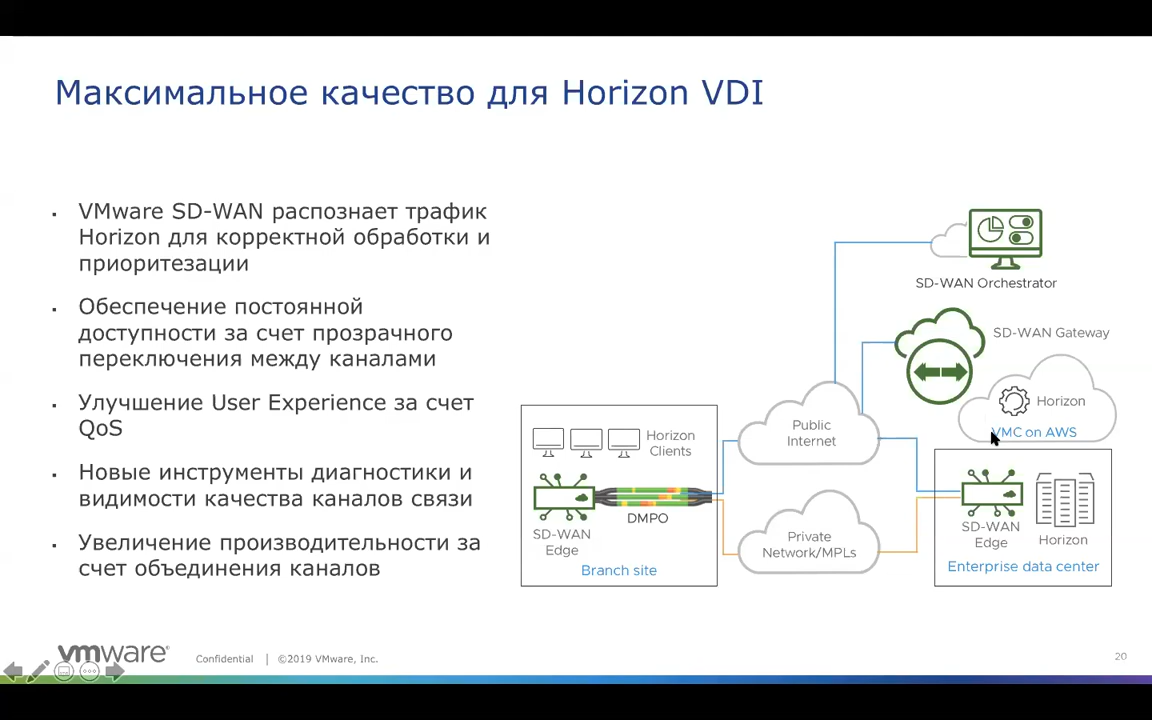 Максимальное качество для Horizon VDI
VMware SD-WAN распознает трафик
Horizon для корректной обработки и
приоритезации
Обеспечение постоянной
доступности за счет прозрачного
переключения между каналами
Улучшение User Experience за счет
QoS
Новые инструменты диагностики и
видимости качества каналов связи
Увеличение производительности за
счет объединения каналов
SD-WAN Orchestrator
SD-WAN Gateway
Horizon
VMC on AWS
Public
Internet
Horizon
Clients
DMPO
SD-WAN
Edge
Branch site
Private
Network/MPLs
SD-WAN
Edge
Horizon
Enterprise data center
vmware®
Confidential | ©2019 VMware, Inc.
20